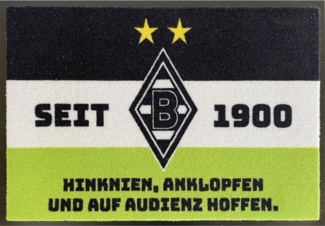 SEIT B 1900
HINKNIEN, ANKLOPFEN
UND AUF AUDIENZ HOFFEN.